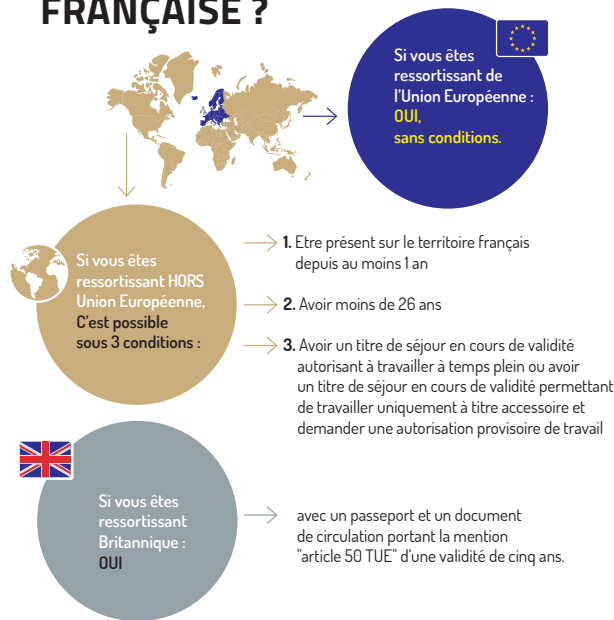 FRANÇAISE ?
Si vous êtes
ressortissant de
l'Union Européenne :
OUI,
sans conditions.
Si vous êtes
ressortissant HORS
Union Européenne,
C'est possible
sous 3 conditions :
1. Etre présent sur le territoire français
depuis au moins 1 an
2. Avoir moins de 26 ans
3. Avoir un titre de séjour en cours de validité
autorisant à travailler à temps plein ou avoir
un titre de séjour en cours de validité permettant
de travailler uniquement à titre accessoire et
demander une autorisation provisoire de travail
Si vous êtes
ressortissant
Britannique :
OUI
avec un passeport et un document
de circulation portant la mention
"article 50 TUE" d'une validité de cinq ans.